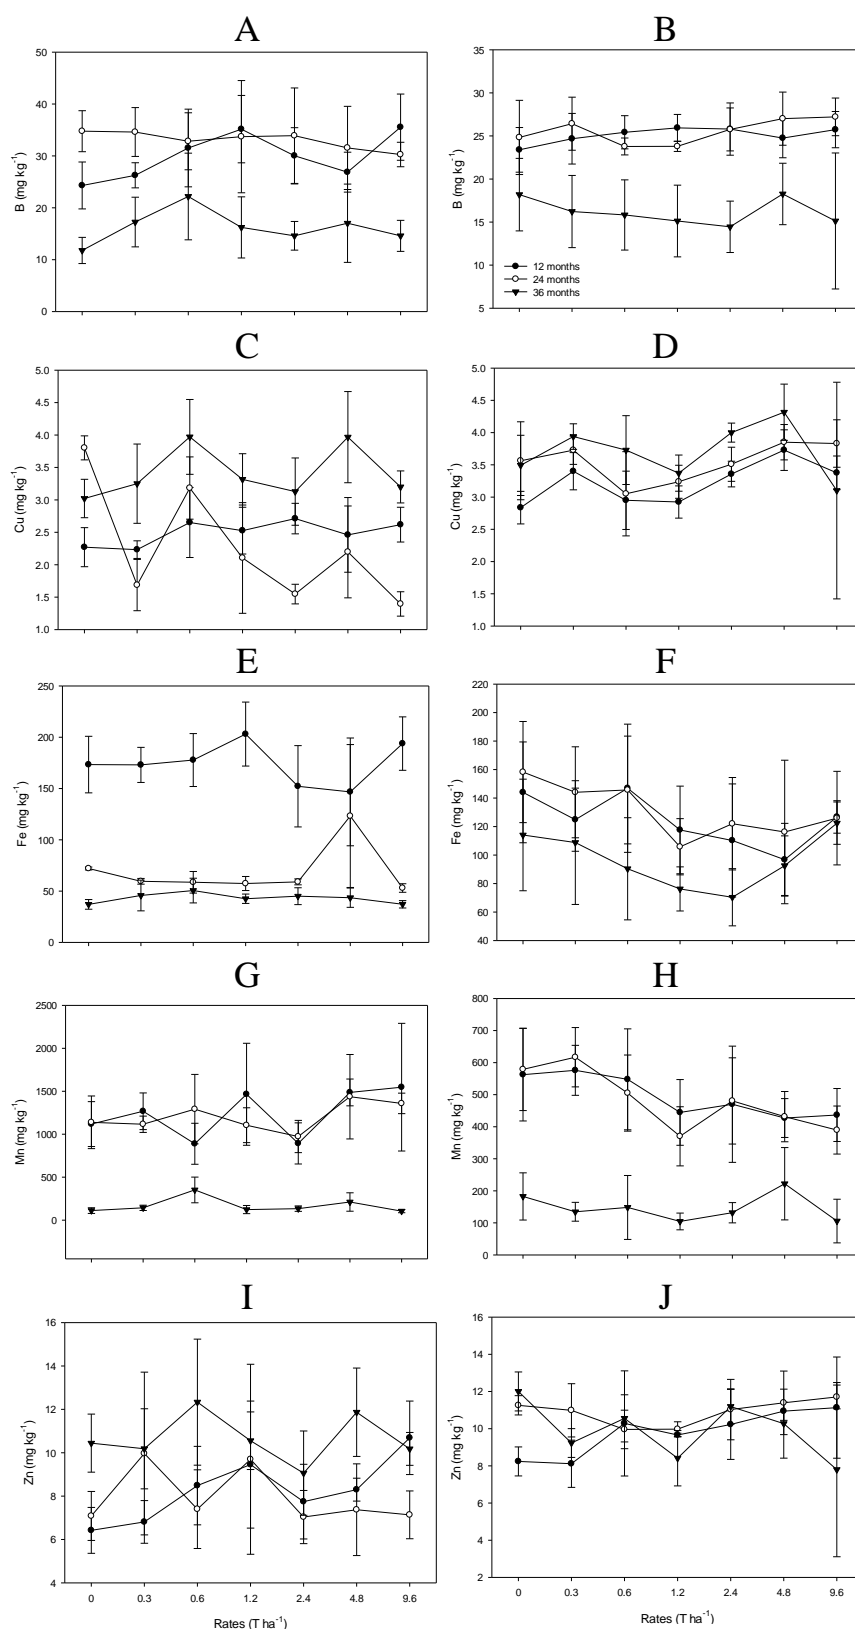 A
B
50
40
30
20
10
0
B (mg kg-1)
35
30
25
20
15
10
5
B (mg kg-1)
12 months
24 months
36 months
C
D
5.0
4.5
4.0
3.5
3.0
2.5
2.0
1.5
1.0
Cu (mg kg-1)
5.0
4.5
4.0
3.5
3.0
2.5
2.0
1.5
1.0
Cu (mg kg-1)
E
F
250
200
150
100
50
0
Fe (mg kg-1)
220
200
180
160
140
120
100
80
60
40
Fe (mg kg-1)
G
H
2500
2000
1500
1000
500
0
Mn (mg kg-1)
800
700
600
500
400
300
200
100
0
Mn (mg kg-1)
I
J
16
14
12
10
8
6
4
Zn (mg kg-1)
0 0.3 0.6 1.2 2.4 4.8 9.6
Rates (T ha-1)
16
14
12
10
8
6
4
2
Zn (mg kg-1)
0 0.3 0.6 1.2 2.4 4.8 9.6
Rates (T ha-1)